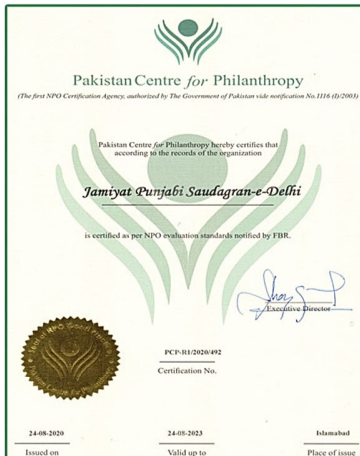 Pakistan Centre for Philanthropy
(The first NPO Certification Agency, authorized by The Government of Pakistan vide notification No.1116 (I)/2003)
Pakistan Centre for Philanthropy hereby certifies that
according to the records of the organization
Jamiyat Punjabi Saudagran-e-Delhi
is certified as per NPO evaluation standards notified by FBR.
Executive Director
PCP-R1/2020/492
Certification No.
24-08-2020
24-08-2023
Islamabad
Issued on
Valid up to
Place of issue